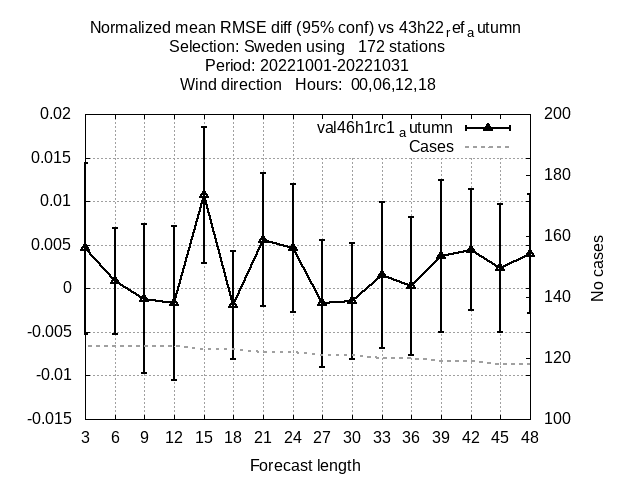 Normalized mean RMSE diff (95% conf) vs 43h22refautumn
Selection: Sweden using   172 stations
Period: 20221001-20221031
Wind direction   Hours:  00,06,12,18
val46h1rc1autumn
Cases
0.02
0.015
0.01
0.005
0
-0.005
-0.01
-0.015
200
180
160
140
120
100
No cases
3 6 9 12 15 18 21 24 27 30 33 36 39 42 45 48
Forecast length